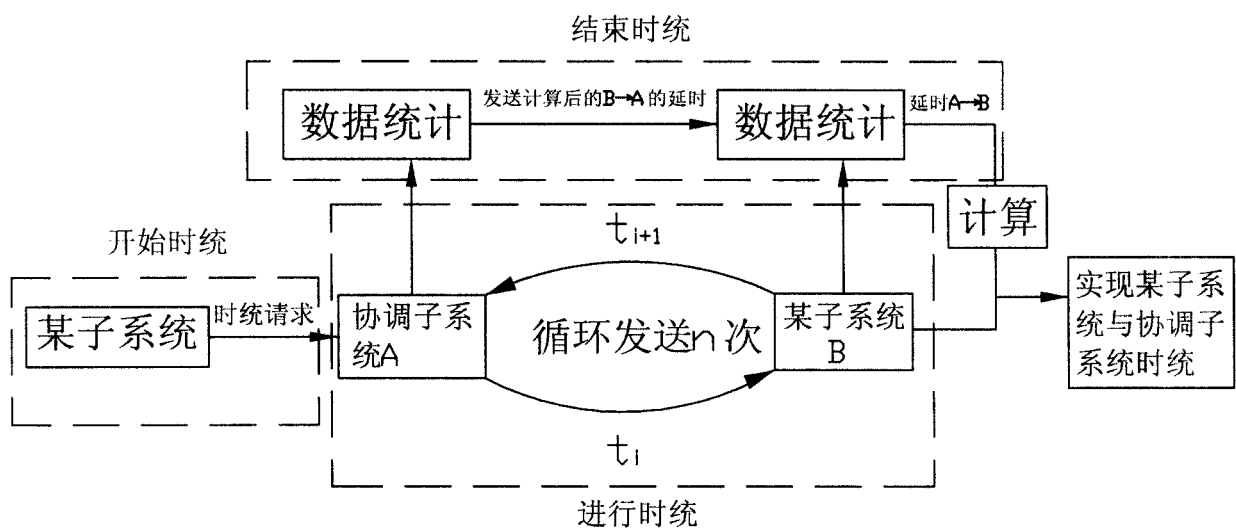 结束时统
数据统计
发送计算后的B→A的延时
数据统计
延时A→B
计算
开始时统
某子系统
时统请求
t i+1
协调子系
统A
循环发送n次
某子系统
B
t i
进行时统
实现某子系
统与协调子
系统时统